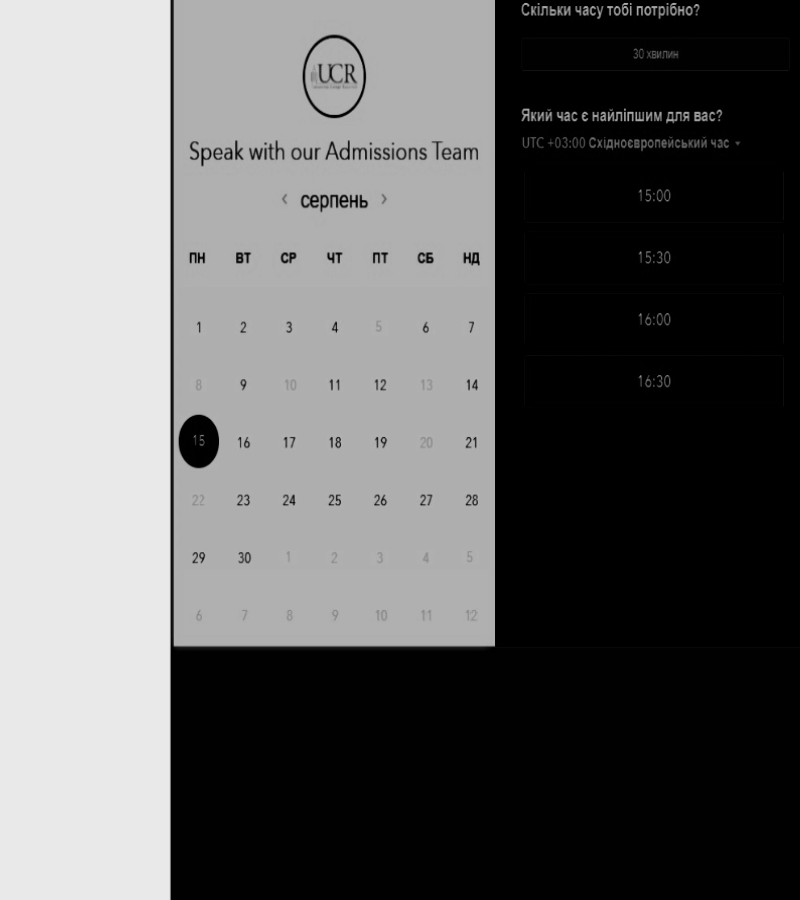 UCR
Speak with our Admissions Team
‹ серпень ›
ПН ВТ СР ЧТ ПТ СБ НД
1 2 3 4 5 6 7
8 9 10 11 12 13 14
15 16 17 18 19 20 21
22 23 24 25 26 27 28
29 30 1 2 3 4 5
6 7 8 9 10 11 12
Скільки часу тобі потрібно?
30 хвилин
Який час є найліпшим для вас?
UTC +03:00 Східноєвропейський час
15:00
15:30
16:00
16:30